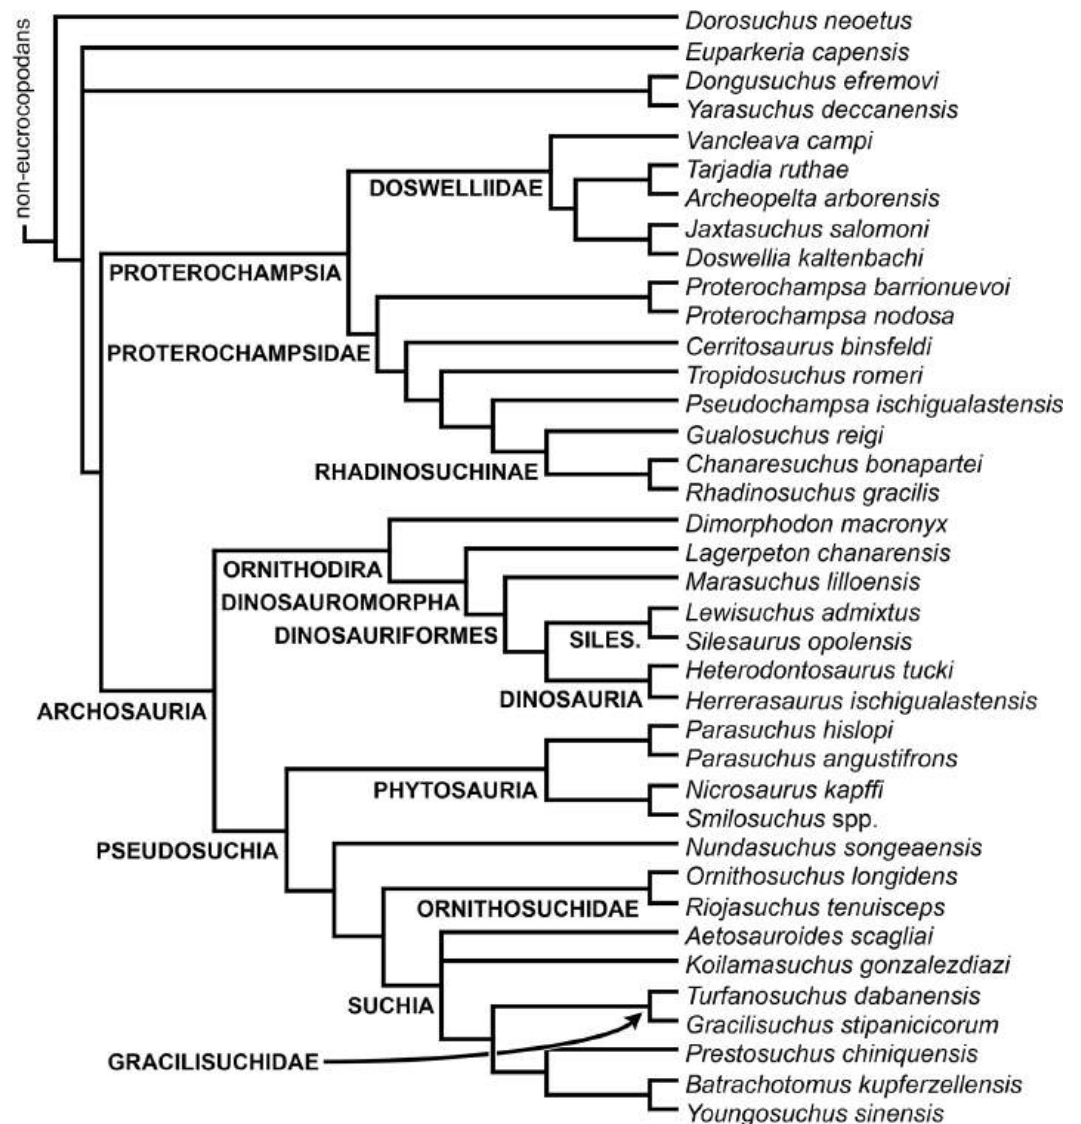 non-eucrocopodans
Dorosuchus neoetus
Euparkeria capensis
Dongusuchus efremovi
Yarasuchus deccanensis
Vancleava campi
Tarjadia ruthae
DOSWELLIIDAE
Archeopelta arborensis
Jaxtasuchus salomoni
Doswellia kaltenbachi
PROTEROCHAMPSIA
Proterochampsa barrionuevoi
Proterochampsa nodosa
PROTEROCHAMPSIDAE
Cerritosaurus binsfeldi
Tropidosuchus romeri
Pseudochampsa ischigualastensis
Gualosuchus reigi
Chanaresuchus bonapartei
RHADINOSUCHINAE
Rhadinosuchus gracilis
Dimorphodon macronyx
Lagerpeton chanarensis
ORNITHODIRA
Marasuchus lilloensis
DINOSAUROMORPHA
Lewisuchus admixtus
DINOSAURIFORMES
SILES.
Silesaurus opolensis
Heterodontosaurus tucki
DINOSAURIA
Herrerasaurus ischigualastensis
ARCHOSAURIA
Parasuchus hislopi
Parasuchus angustifrons
PHYTOSAURIA
Nicrosaurus kapffi
Smilosuchus spp.
PSEUDOSUCHIA
Nundasuchus songeaensis
Ornithosuchus longidens
ORNITHOSUCHIDAE
Riojasuchus tenuisceps
Aetosauroides scagliai
Koilamasuchus gonzalezdiazi
SUCHIA
Turfanosuchus dabanensis
Gracilisuchus stipanicicorum
GRACILISUCHIDAE
Prestosuchus chiniquensis
Batrachotomus kupferzellensis
Youngosuchus sinensis